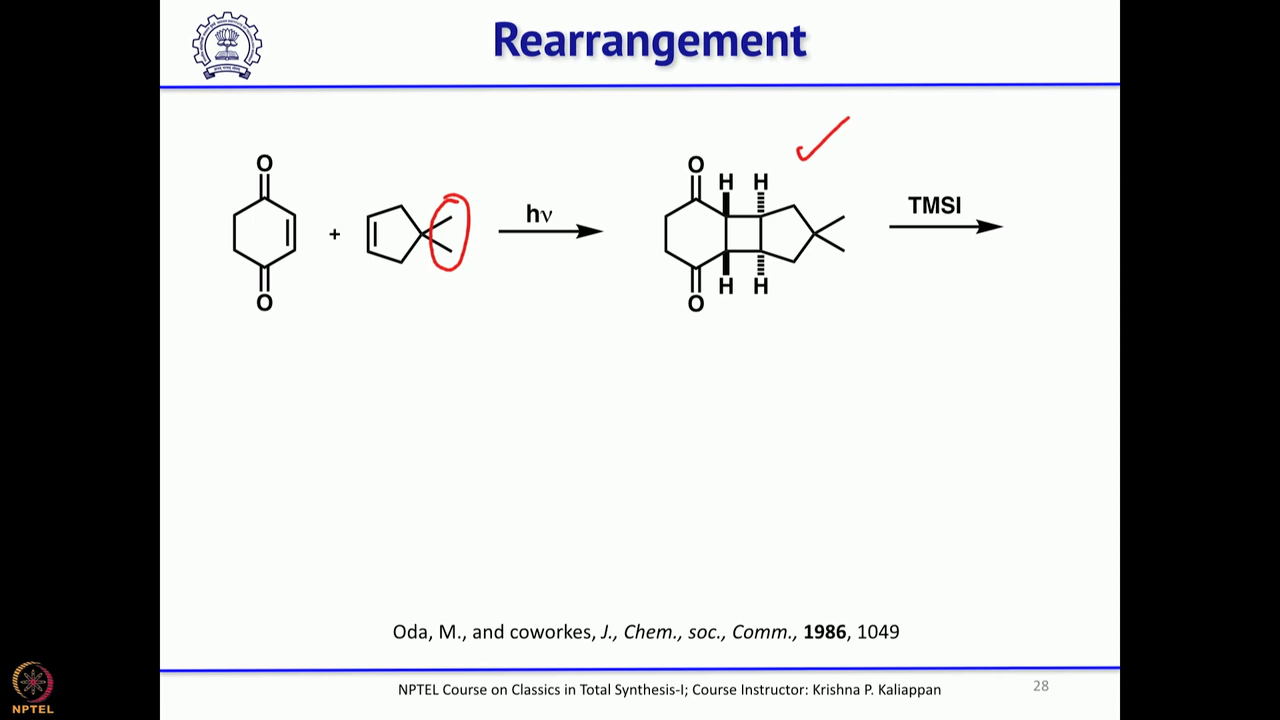 Rearrangement
O
O
+
hν
O
H H
H H
O
TMSI
Oda, M., and coworkes, J., Chem., soc., Comm., 1986, 1049
NPTEL Course on Classics in Total Synthesis-I; Course Instructor: Krishna P. Kaliappan
28
NPTEL